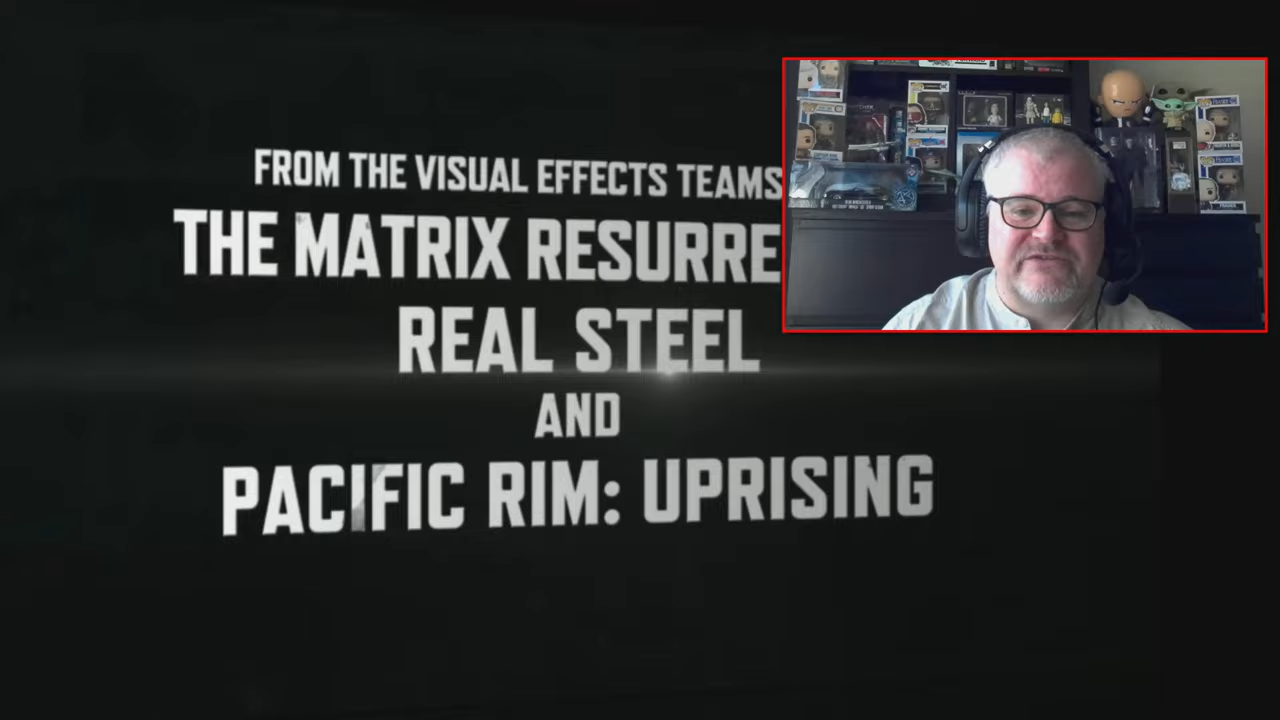 FROM THE VISUAL EFFECTS TEAMS
THE MATRIX RESURRE
REAL STEEL
AND
PACIFIC RIM: UPRISING